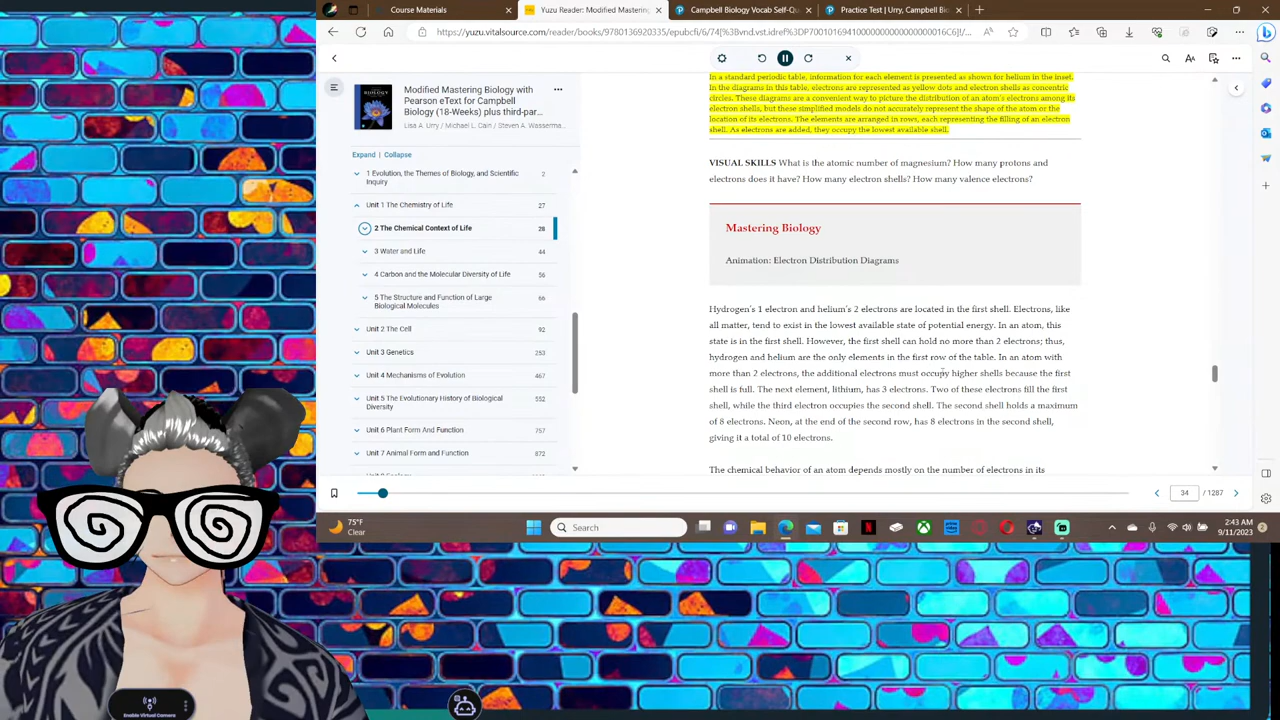 Course Materials
Yuzu Reader: Modified Mastering
Campbell Biology Vocab Self-Qu
Practice Test | Urry, Campbell Bio
https://yuzu.vitalsource.com/reader/books/9780136920335/epubcfi/6/74[%3Bvnd.vst.idref%3DP70010169410000000000000000016C6]!/...
Modified Mastering Biology with
Pearson eText for Campbell
Biology (18-Weeks) plus third-par...
Lisa A. Urry / Michael L. Cain / Steven A. Wasserma...
Expand | Collapse
1 Evolution, the Themes of Biology, and Scientific 2
Inquiry
Unit 1 The Chemistry of Life 27
2 The Chemical Context of Life 28
3 Water and Life 44
4 Carbon and the Molecular Diversity of Life 56
5 The Structure and Function of Large 66
Biological Molecules
Unit 2 The Cell 92
Unit 3 Genetics 253
Unit 4 Mechanisms of Evolution 467
Unit 5 The Evolutionary History of Biological 552
Diversity
Unit 6 Plant Form And Function 757
Unit 7 Animal Form and Function 872
In a standard periodic table, information for each element is presented as shown for helium in the inset.
In the diagrams in this table, electrons are represented as yellow dots and electron shells as concentric
circles. These diagrams are a convenient way to picture the distribution of an atom's electrons among its
electron shells, but these simplified models do not accurately represent the shape of the atom or the
location of its electrons. The elements are arranged in rows, each representing the filling of an electron
shell. As electrons are added, they occupy the lowest available shell.
VISUAL SKILLS What is the atomic number of magnesium? How many protons and
electrons does it have? How many electron shells? How many valence electrons?
Mastering Biology
Animation: Electron Distribution Diagrams
Hydrogen's 1 electron and helium's 2 electrons are located in the first shell. Electrons, like
all matter, tend to exist in the lowest available state of potential energy. In an atom, this
state is in the first shell. However, the first shell can hold no more than 2 electrons; thus,
hydrogen and helium are the only elements in the first row of the table. In an atom with
more than 2 electrons, the additional electrons must occupy higher shells because the first
shell is full. The next element, lithium, has 3 electrons. Two of these electrons fill the first
shell, while the third electron occupies the second shell. The second shell holds a maximum
of 8 electrons. Neon, at the end of the second row, has 8 electrons in the second shell,
giving it a total of 10 electrons.
The chemical behavior of an atom depends mostly on the number of electrons in its
34 / 1287
75°F
Clear
Search
2:43 AM
9/11/2023
Enable Virtual Camera